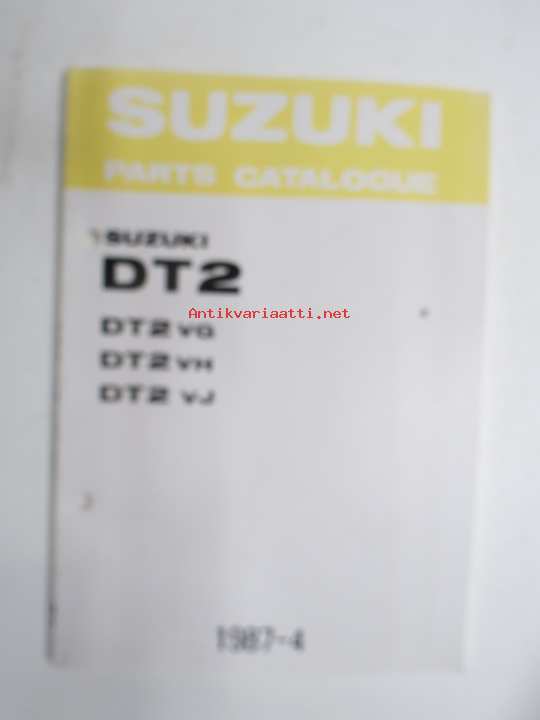 SUZUKI
PARTS CATALOGUE
SUZUKI
DT2
Antikvariaatti.net
DT2 VG
DT2 VH
DT2 VJ
1987-4